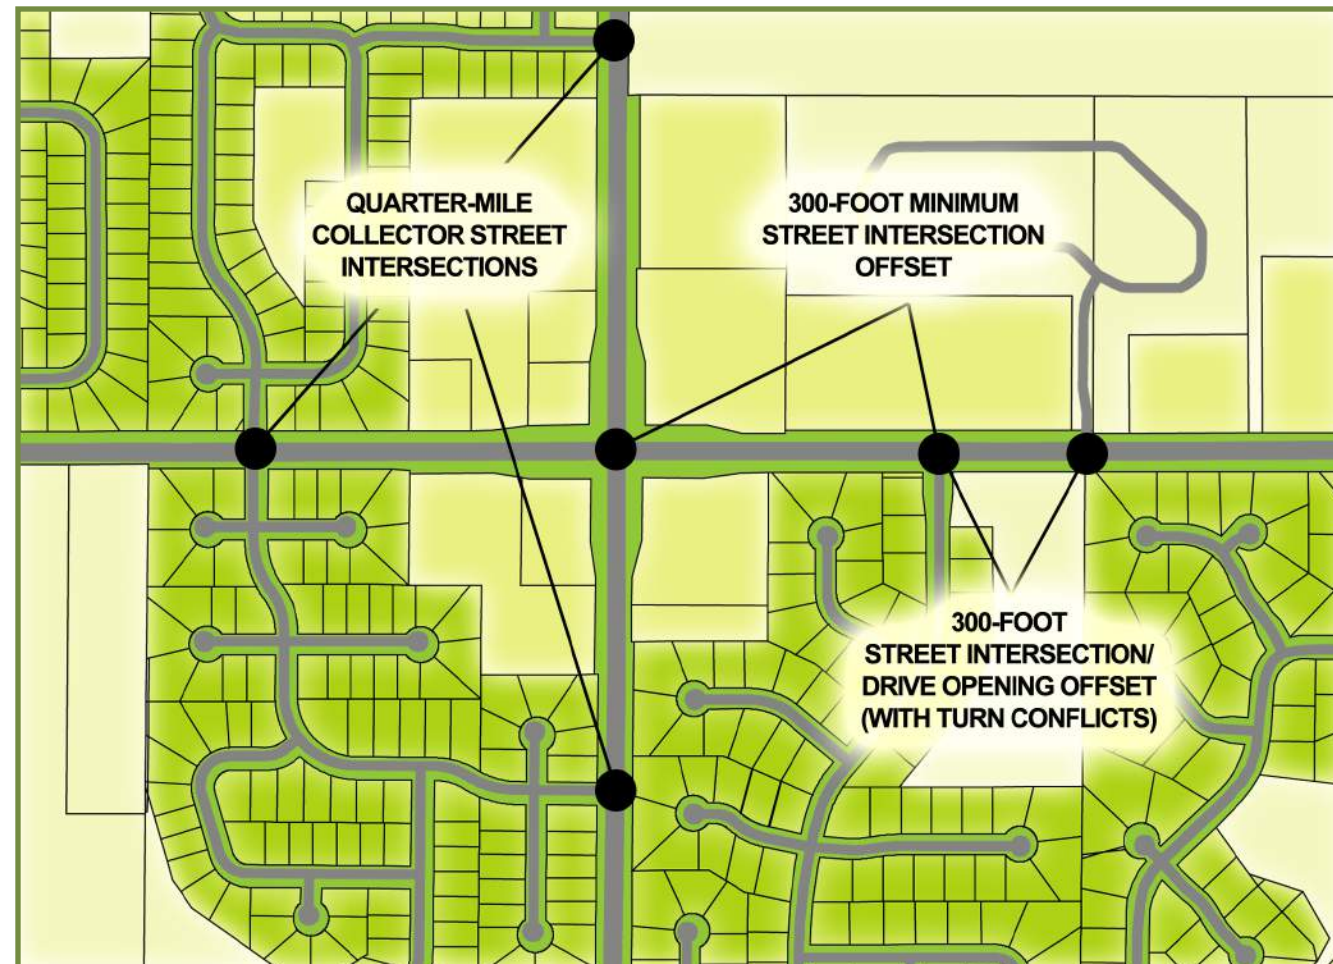 QUARTER-MILE
COLLECTOR STREET
INTERSECTIONS
300-FOOT MINIMUM
STREET INTERSECTION
OFFSET
300-FOOT
STREET INTERSECTION/
DRIVE OPENING OFFSET
(WITH TURN CONFLICTS)